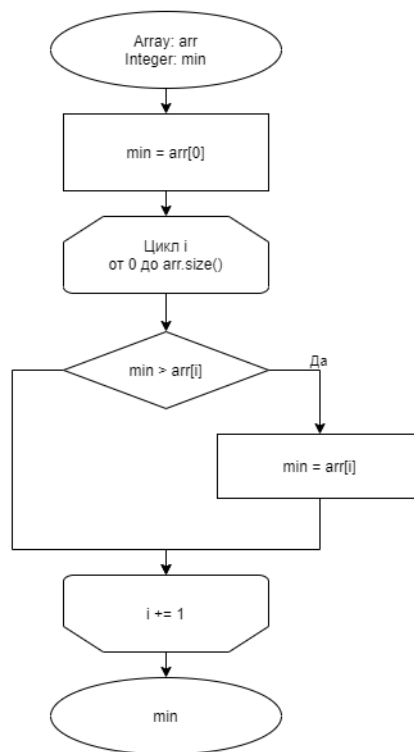 Array: arr
Integer: min
min = arr[0]
Цикл i
от 0 до arr.size()
min > arr[i]
Да
min = arr[i]
i += 1
min